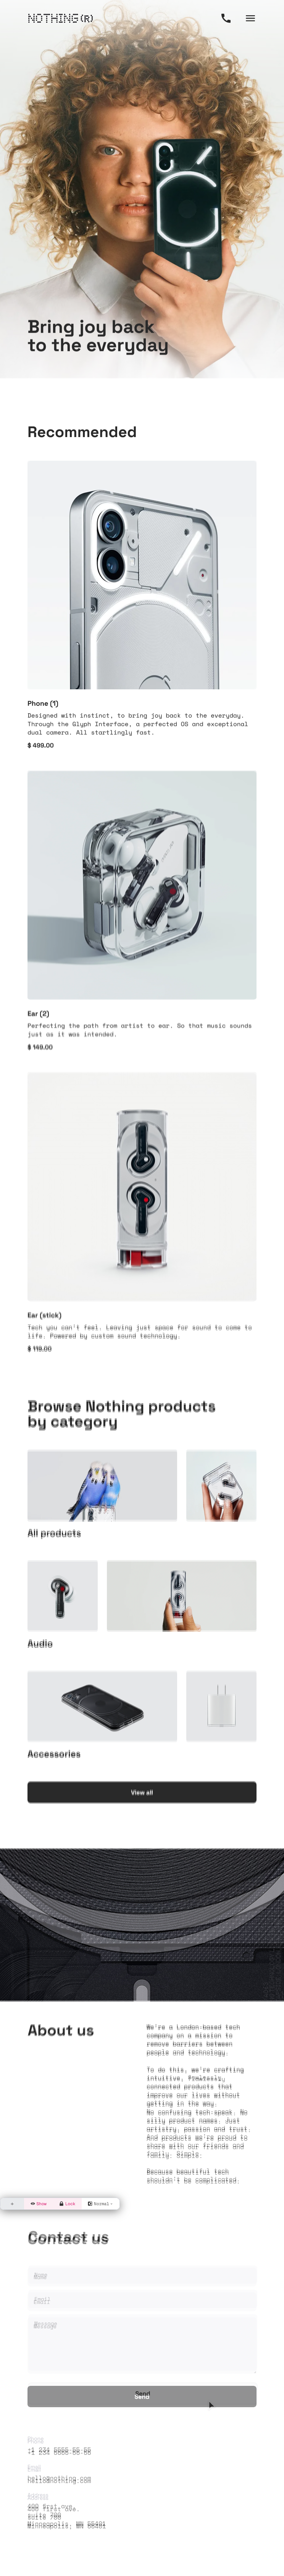 NOTHING(R)
Bring joy back
to the everyday
Recommended
Phone (1)
Designed with instinct, to bring joy back to the everyday.
Through the Glyph Interface, a perfected OS and exceptional
dual camera. All startlingly fast.
$ 499.00
Ear (2)
Perfecting the path from artist to ear. So that music sounds
just as it was intended.
$ 149.00
Ear (stick)
Tech you can't feel. Leaving just space for sound to come to
life. Powered by custom sound technology.
$ 119.00
Browse Nothing products
by category
All products
Audio
Accessories
View all
About us
We're a London-based tech
company on a mission to
remove barriers between
people and technology.
To do this, we're crafting
intuitive,
connected products that
improve our lives without
getting in the way.
No confusing tech-speak. No
silly product names. Just
artistry, passion and trust.
And products we're proud to
share with our friends and
family. Simple.
Because beautiful tech
shouldn't be complicated.
Show
Lock
Normal
Contact us
Name
Email
Message
Send
Send